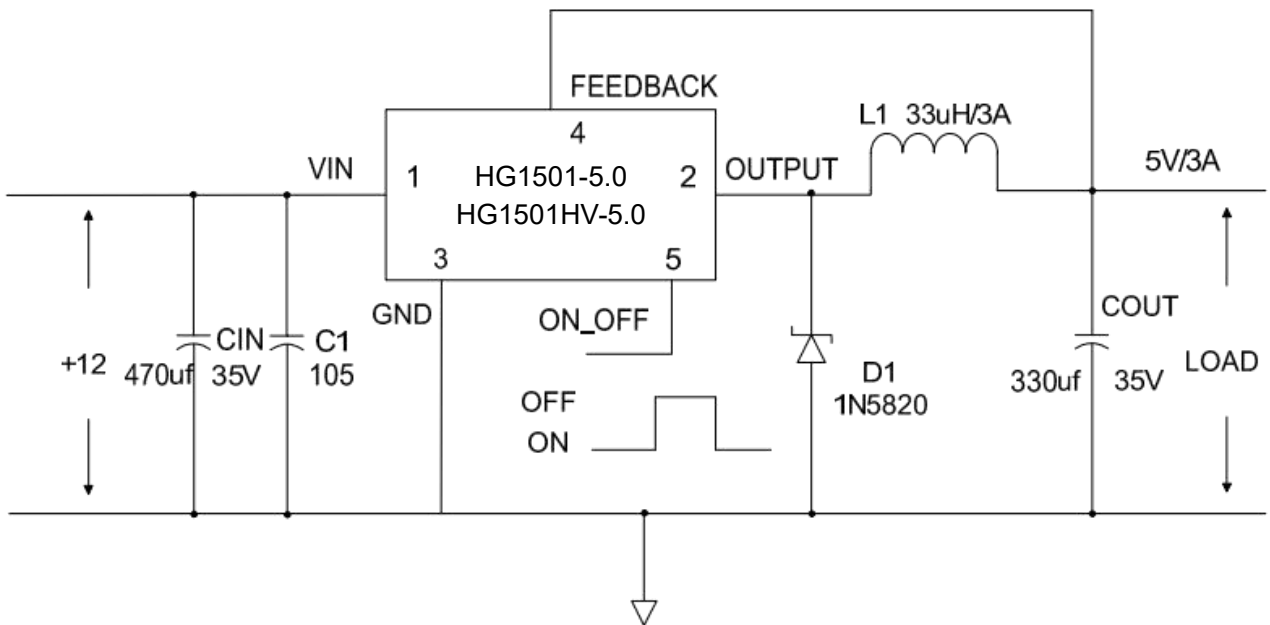 FEEDBACK
4
L1 33uH/3A
VIN
1
HG1501-5.0
2
OUTPUT
5V/3A
HG1501HV-5.0
3
5
GND
ON_OFF
COUT
+12
CIN
C1
470uf
35V
105
D1
1N5820
330uf
35V
LOAD
OFF
ON